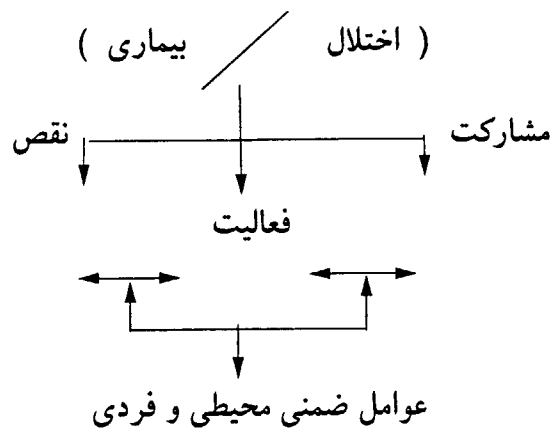 ( اختلال / بیماری )
مشارکت نقص
فعالیت
عوامل ضمنی محیطی و فردی